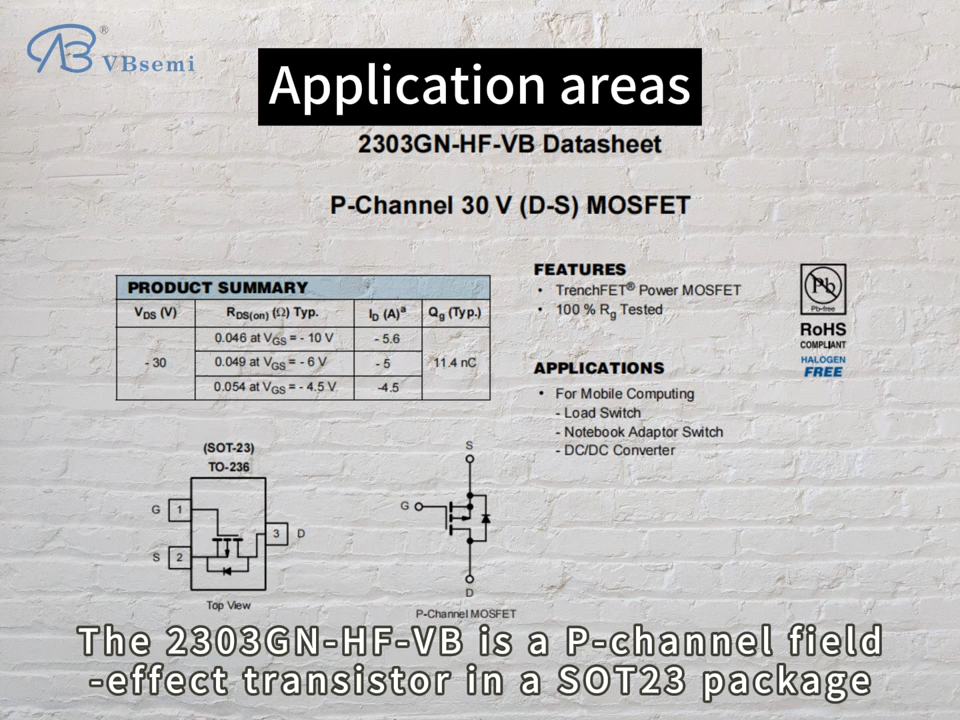 VBsemi
®
Application areas
2303GN-HF-VB Datasheet
P-Channel 30 V (D-S) MOSFET
PRODUCT SUMMARY
VDS (V) RDS(on) (Ω) Typ. ID (A)a Qg (Typ.)
- 30 0.046 at VGS = - 10 V - 5.6 11.4 nC
0.049 at VGS = - 6 V - 5
0.054 at VGS = - 4.5 V -4.5
FEATURES
• TrenchFET® Power MOSFET
• 100 % Rg Tested
Pb
Pb-free
RoHS
COMPLIANT
HALOGEN
FREE
APPLICATIONS
• For Mobile Computing
- Load Switch
- Notebook Adaptor Switch
- DC/DC Converter
(SOT-23)
TO-236
G 1
S 2
3 D
Top View
S
G
D
P-Channel MOSFET
The 2303GN-HF-VB is a P-channel field
-effect transistor in a SOT23 package